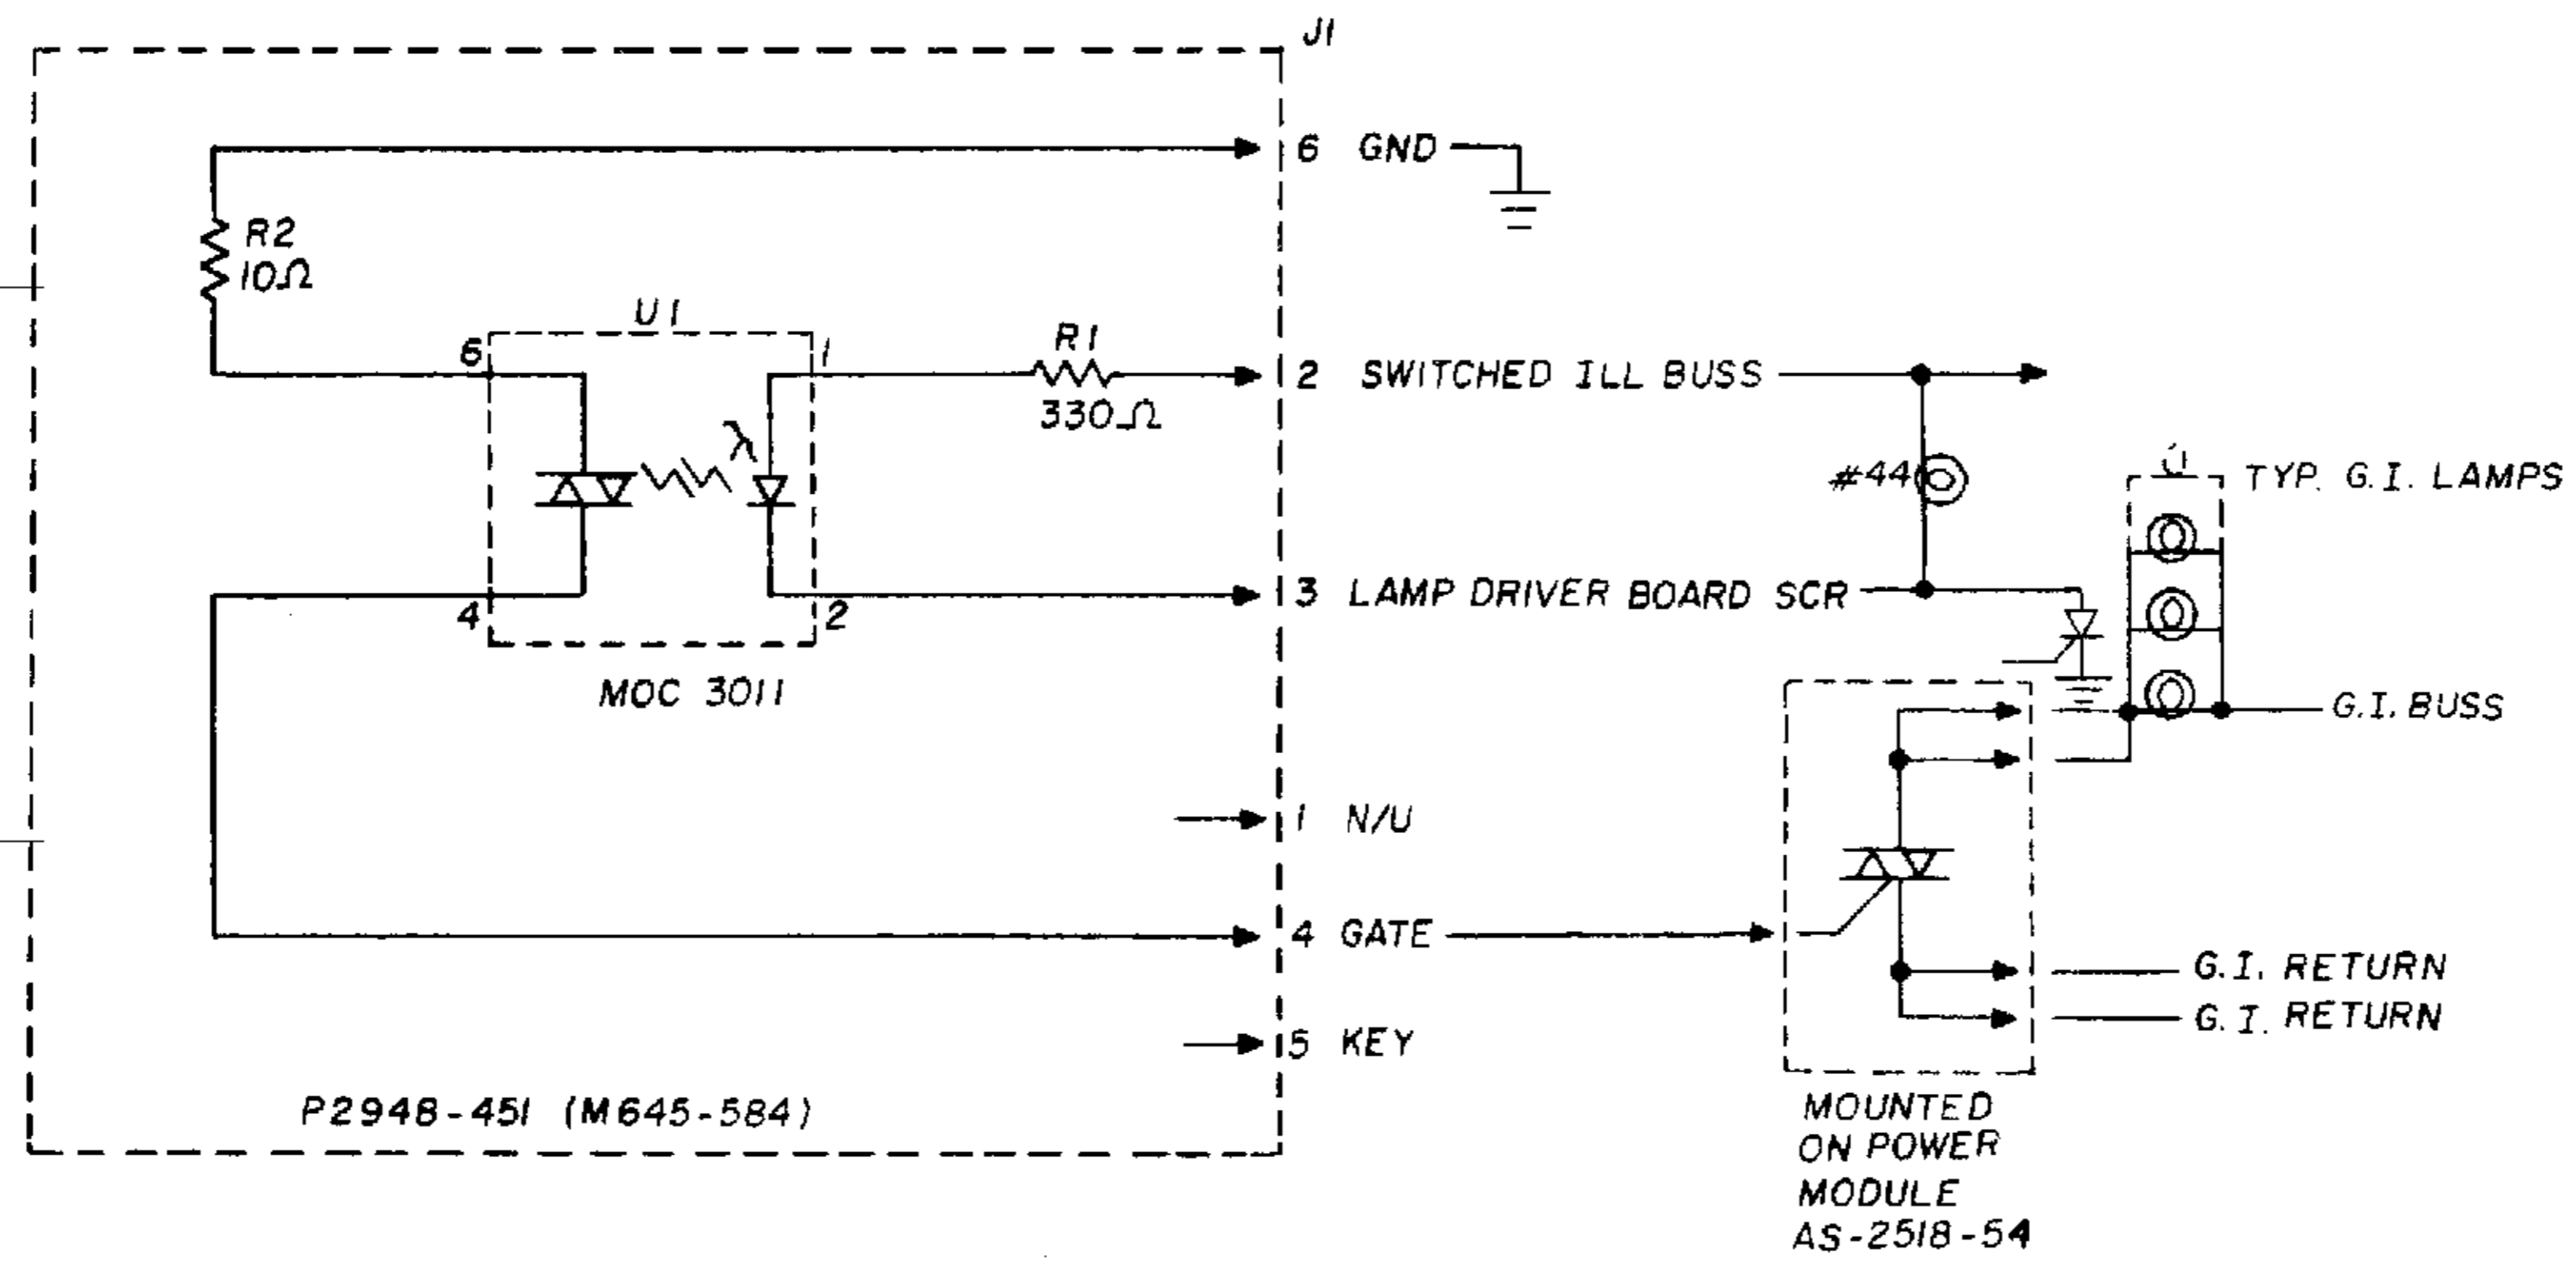 J1
6 GND
R2
10Ω
U1
6
1
R1
330Ω
2 SWITCHED ILL BUSS
λ
#44
TYP. G.I. LAMPS
4
2
3 LAMP DRIVER BOARD SCR
MOC 3011
G.I. BUSS
1 N/U
4 GATE
G.I. RETURN
G.I. RETURN
5 KEY
P2948-451 (M645-584)
MOUNTED
ON POWER
MODULE
AS-2518-54